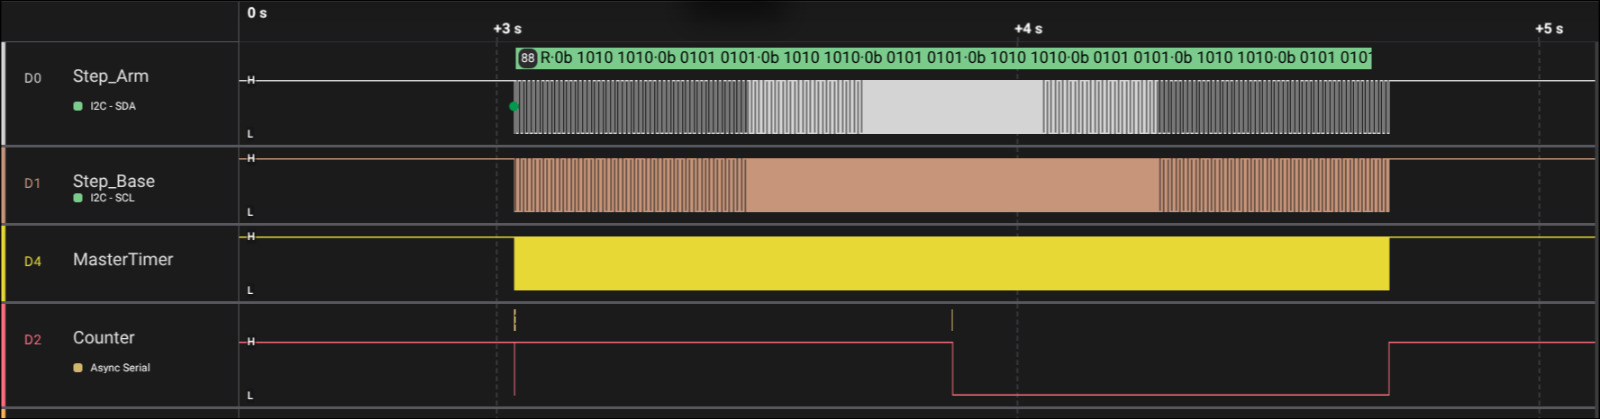 0 s
+3 s +4 s +5 s
88 R·0b 1010 1010·0b 0101 0101·0b 1010 1010·0b 0101 0101·0b 1010 1010·0b 0101 0101·0b 1010 1010·0b 0101 010
D0 Step_Arm H
I2C - SDA
L
D1 Step_Base H
I2C - SCL
L
D4 MasterTimer H
L
D2 Counter H
Async Serial
L